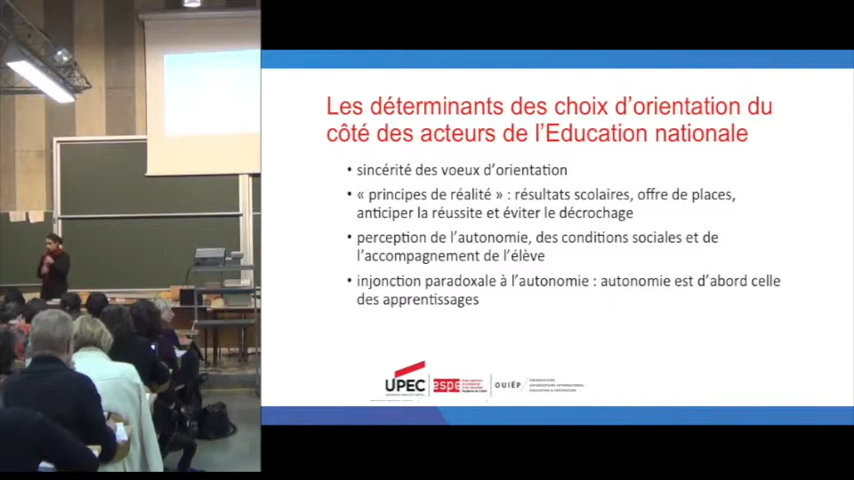 Les déterminants des choix d'orientation du
côté des acteurs de l'Education nationale
• sincérité des voeux d'orientation
• « principes de réalité » : résultats scolaires, offre de places,
anticiper la réussite et éviter le décrochage
• perception de l'autonomie, des conditions sociales et de
l'accompagnement de l'élève
• injonction paradoxale à l'autonomie : autonomie est d'abord celle
des apprentissages
UPEC
espe
OUIÉP